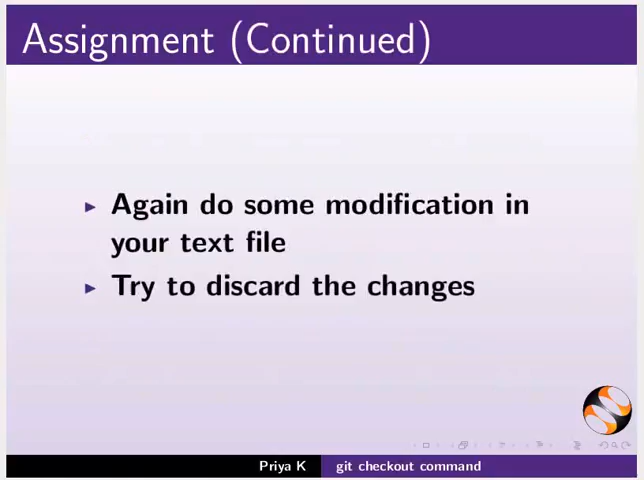 Assignment (Continued)
Again do some modification in
your text file
Try to discard the changes
Priya K
git checkout command